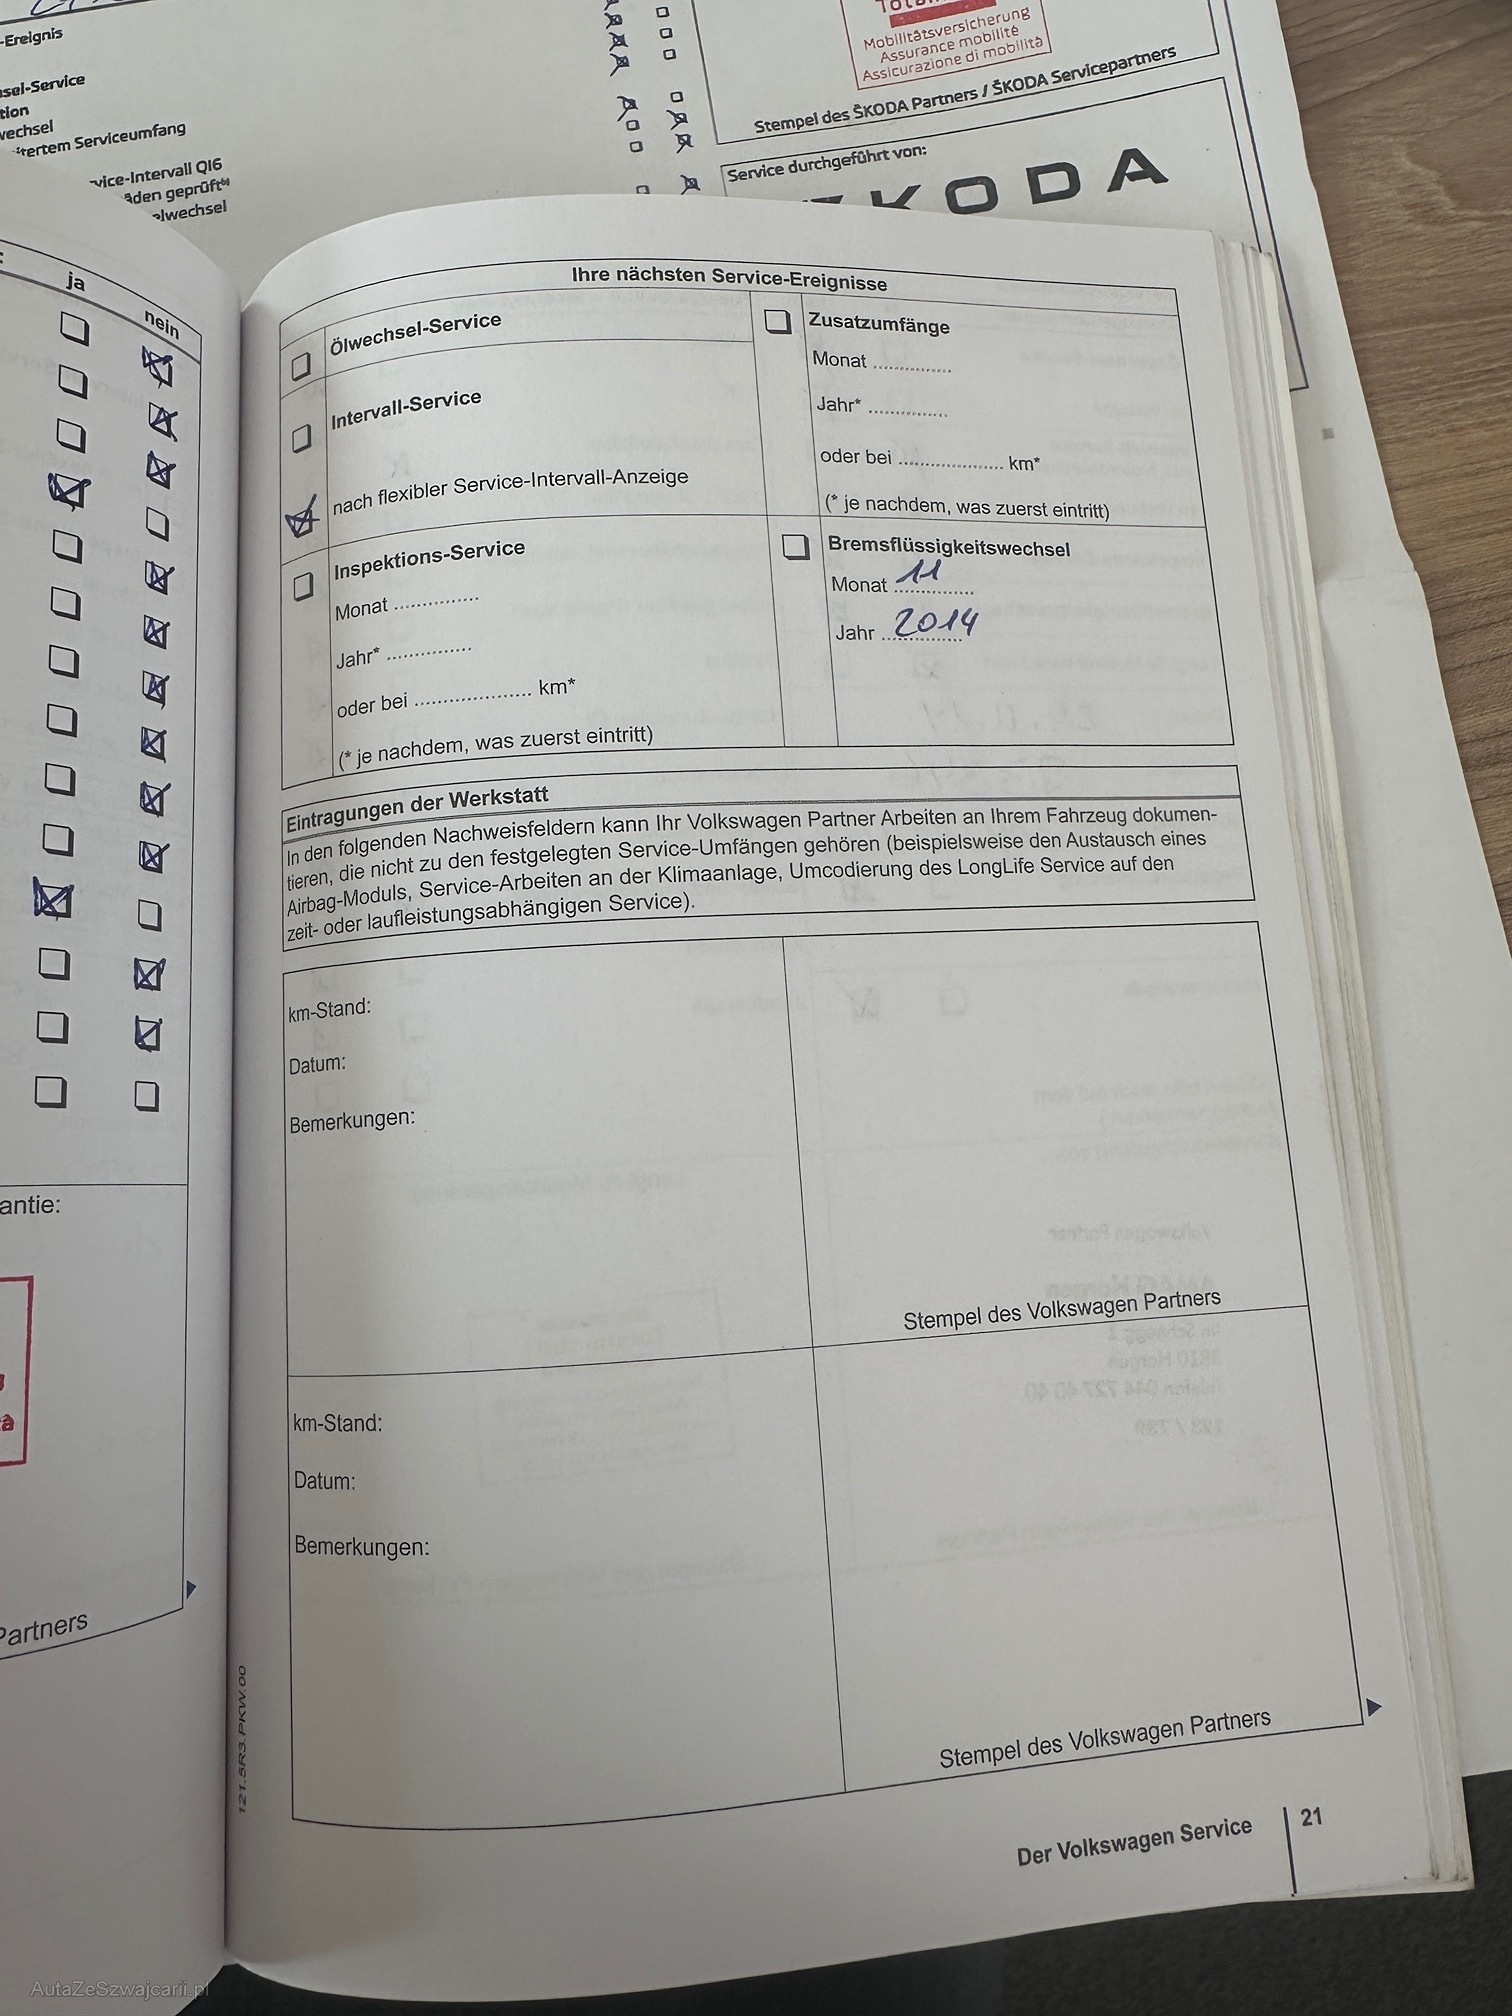 -Ereignis
sel-Service
tion
wechsel
itertem Serviceumfang
vice-Intervall QI6
äden geprüft
elwechsel
Mobilitätsversicherung
Assurance mobilité
Assicurazione di mobilità
Stempel des ŠKODA Partners / ŠKODA Servicepartners
Service durchgeführt von:
KODA
ja
nein
antie:
Partners
Ihre nächsten Service-Ereignisse
Ölwechsel-Service
Intervall-Service
nach flexibler Service-Intervall-Anzeige
Inspektions-Service
Monat ...............
Jahr* ...............
oder bei ..................... km*
(* je nachdem, was zuerst eintritt)
Zusatzumfänge
Monat ...............
Jahr* ...............
oder bei .................... km*
(* je nachdem, was zuerst eintritt)
Bremsflüssigkeitswechsel
Monat 11
Jahr 2014
Eintragungen der Werkstatt
In den folgenden Nachweisfeldern kann Ihr Volkswagen Partner Arbeiten an Ihrem Fahrzeug dokumen-
tieren, die nicht zu den festgelegten Service-Umfängen gehören (beispielsweise den Austausch eines
Airbag-Moduls, Service-Arbeiten an der Klimaanlage, Umcodierung des LongLife Service auf den
zeit- oder laufleistungsabhängigen Service).
km-Stand:
Datum:
Bemerkungen:
Stempel des Volkswagen Partners
km-Stand:
Datum:
Bemerkungen:
Stempel des Volkswagen Partners
121.5R3.PKW.00
Der Volkswagen Service
21
AutaZeSzwajcarii.pl